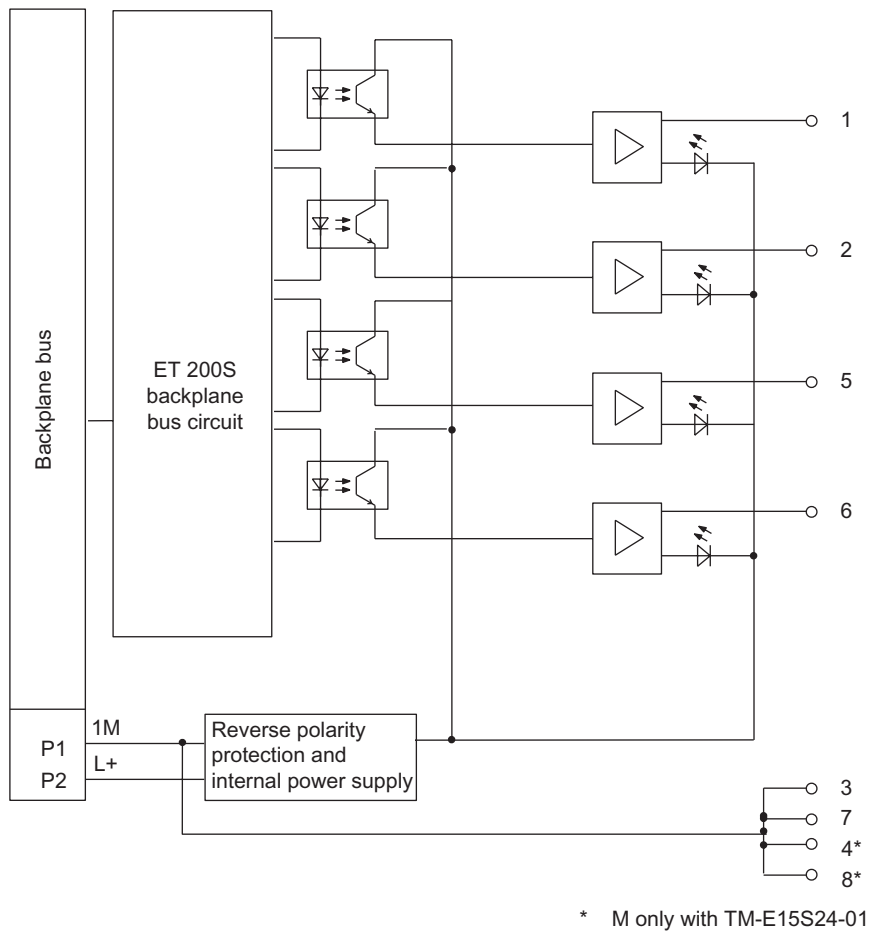 1
2
5
6
Backplane bus
ET 200S
backplane
bus circuit
P1
P2
1M
L+
Reverse polarity
protection and
internal power supply
3
7
4*
8*
* M only with TM-E15S24-01